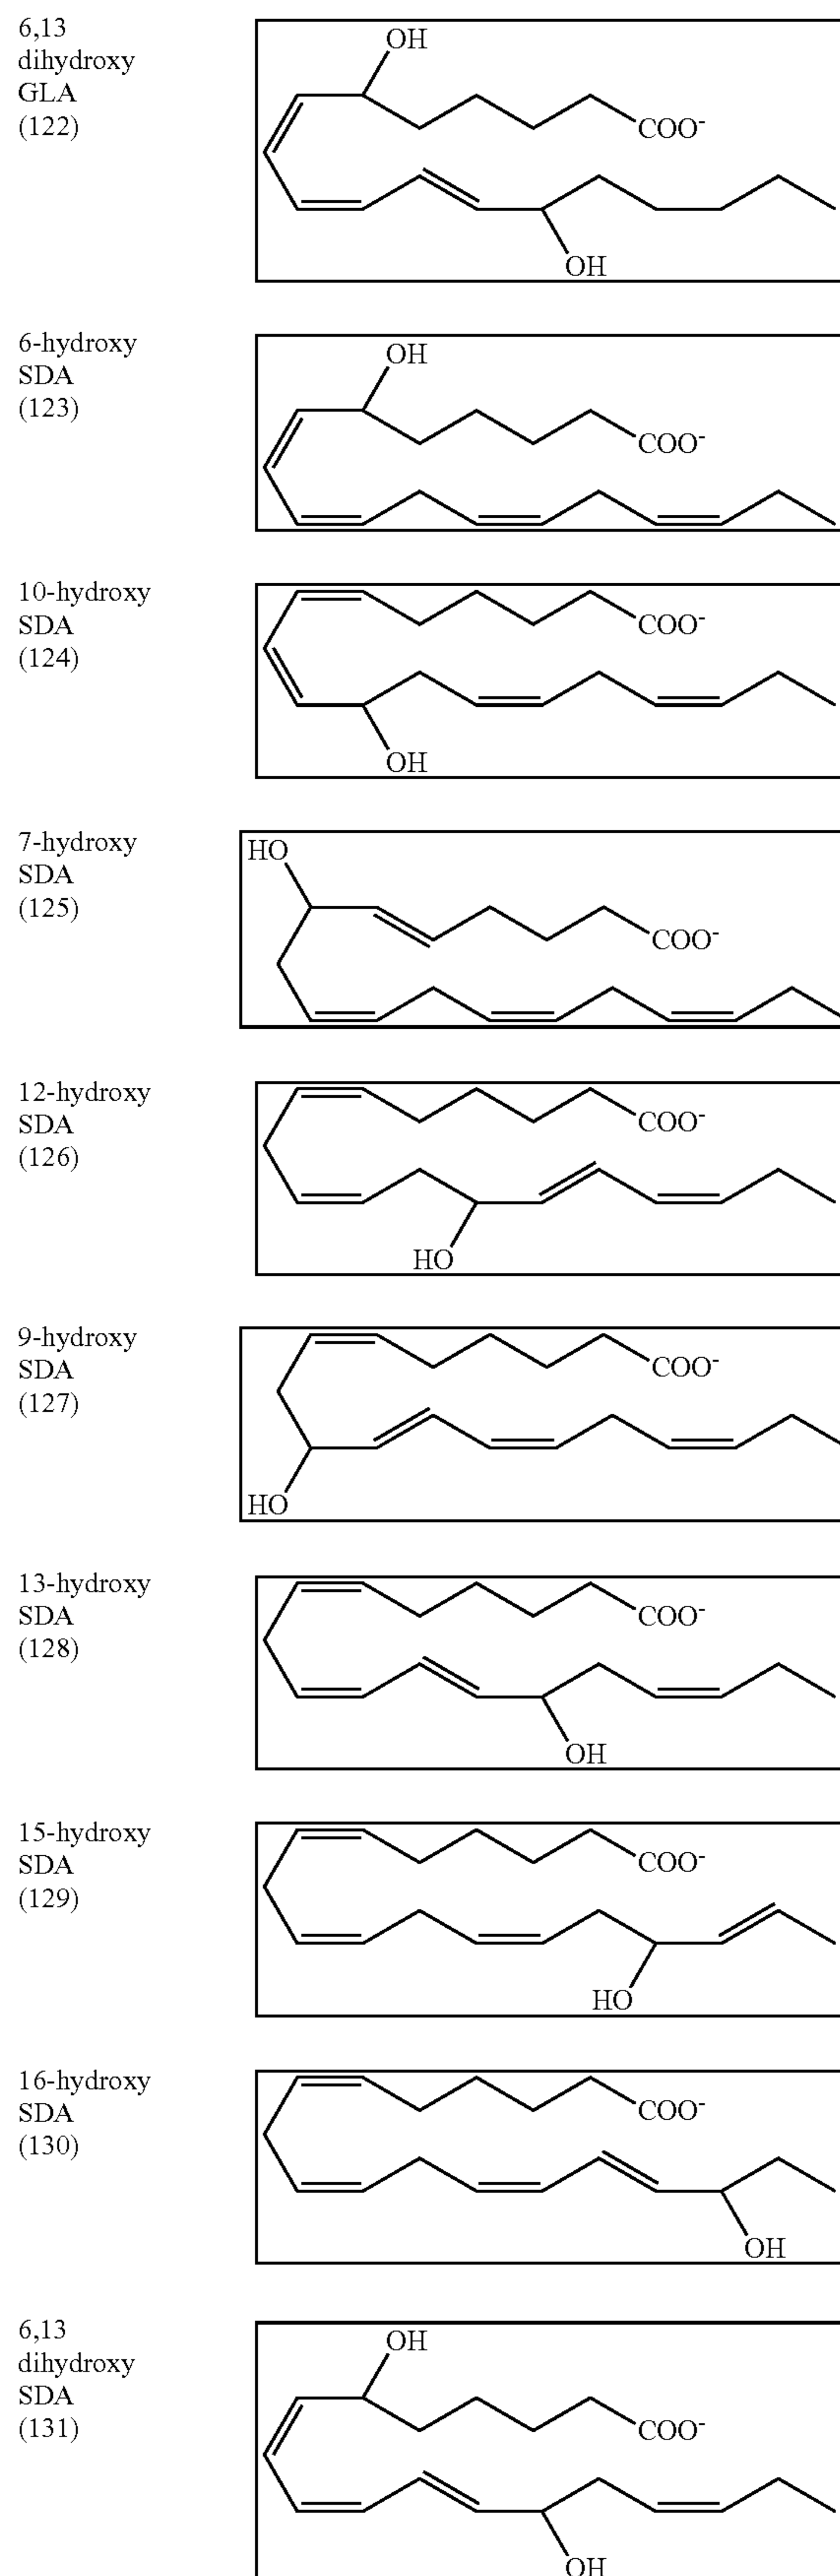 6,13
dihydroxy
GLA
(122)
OH
COO-
OH
6-hydroxy
SDA
(123)
OH
COO-
10-hydroxy
SDA
(124)
COO-
OH
7-hydroxy
SDA
(125)
HO
COO-
12-hydroxy
SDA
(126)
COO-
HO
9-hydroxy
SDA
(127)
COO-
HO
13-hydroxy
SDA
(128)
COO-
OH
15-hydroxy
SDA
(129)
COO-
HO
16-hydroxy
SDA
(130)
COO-
OH
6,13
dihydroxy
SDA
(131)
OH
COO-
OH